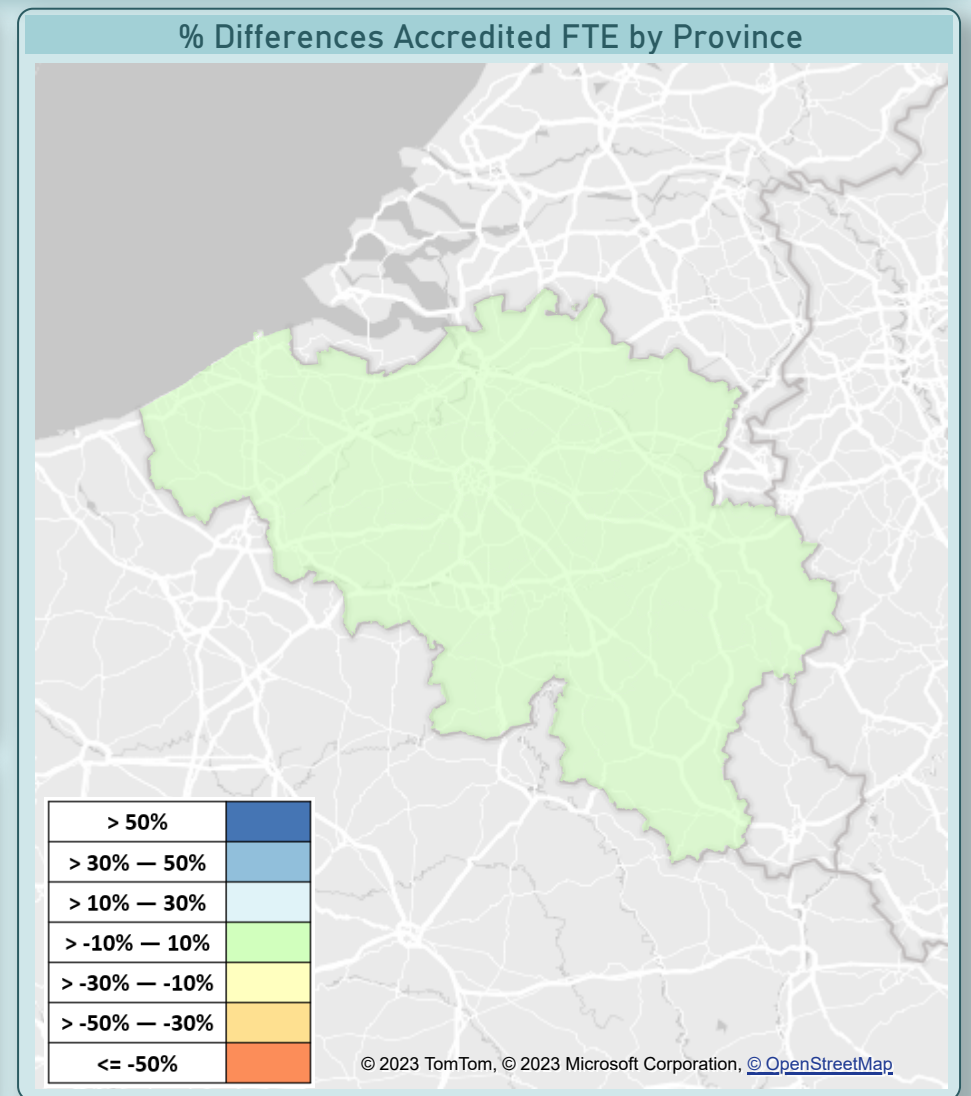 % Differences Accredited FTE by Province
> 50%
> 30% — 50%
> 10% — 30%
> -10% — 10%
> -30% — -10%
> -50% — -30%
<= -50%
© 2023 TomTom, © 2023 Microsoft Corporation, © OpenStreetMap